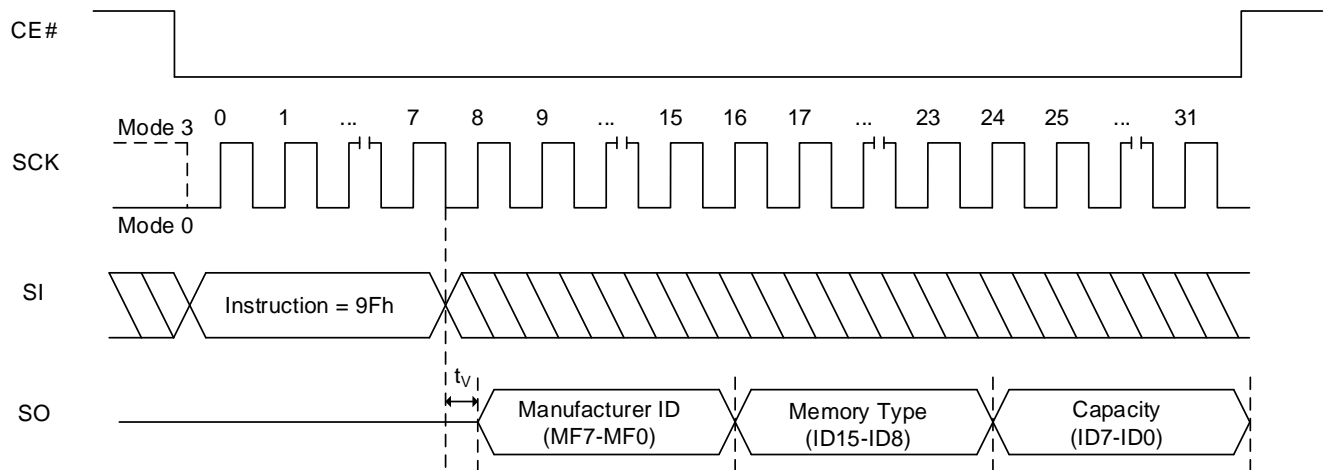 CE#
Mode 3
0 1 ... 7 8 9 ... 15 16 17 ... 23 24 25 ... 31
SCK
Mode 0
SI
Instruction = 9Fh
tV
SO
Manufacturer ID
(MF7-MF0)
Memory Type
(ID15-ID8)
Capacity
(ID7-ID0)